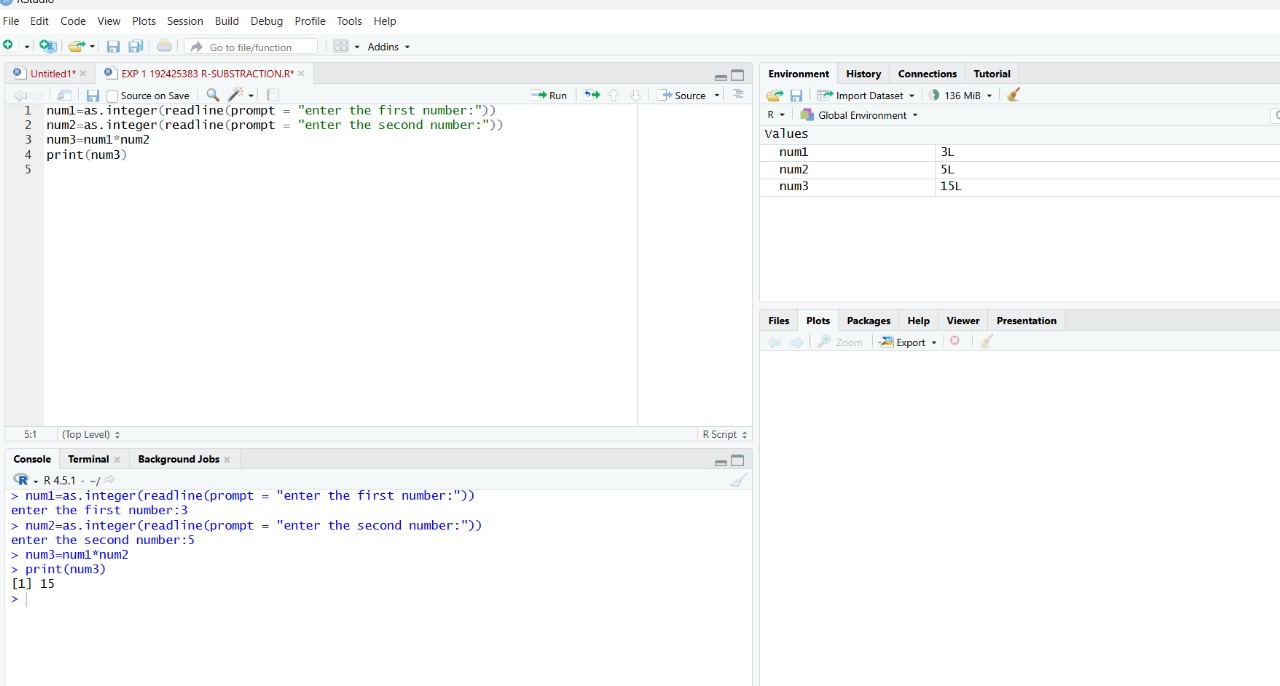 RStudio
File Edit Code View Plots Session Build Debug Profile Tools Help
Go to file/function Addins
Untitled1* EXP 1 192425383 R-SUBSTRACTION.R*
Source on Save Run Source
1 num1=as.integer(readline(prompt = "enter the first number:"))
2 num2=as.integer(readline(prompt = "enter the second number:"))
3 num3=num1*num2
4 print(num3)
5
5:1 (Top Level) R Script
Console Terminal Background Jobs
R 4.5.1 · ~/
> num1=as.integer(readline(prompt = "enter the first number:"))
enter the first number:3
> num2=as.integer(readline(prompt = "enter the second number:"))
enter the second number:5
> num3=num1*num2
> print(num3)
[1] 15
>
Environment History Connections Tutorial
Import Dataset 136 MiB
R Global Environment
Values
num1 3L
num2 5L
num3 15L
Files Plots Packages Help Viewer Presentation
Zoom Export